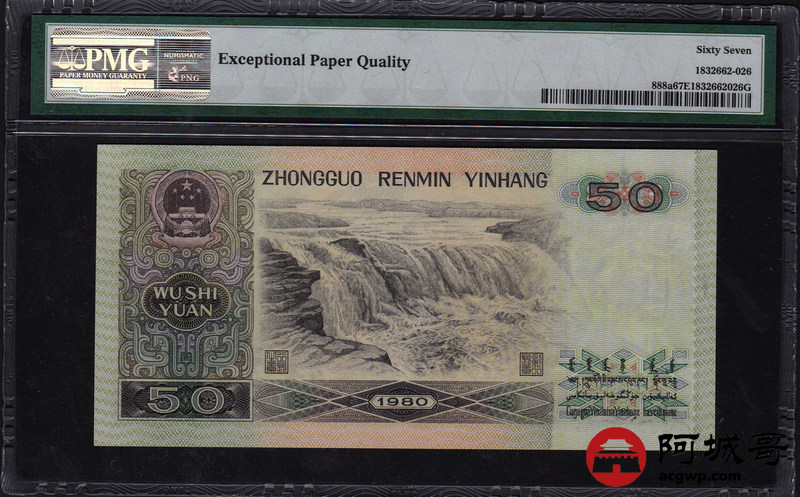 PMG
PAPER MONEY GUARANTY
NUMISMATIC
PNG
Exceptional Paper Quality
Sixty Seven
1832662-026
888a67E1832662026G
ZHONGGUO RENMIN YINHANG
50
WU SHI
YUAN
50
1980
阿城哥
acgwp.com